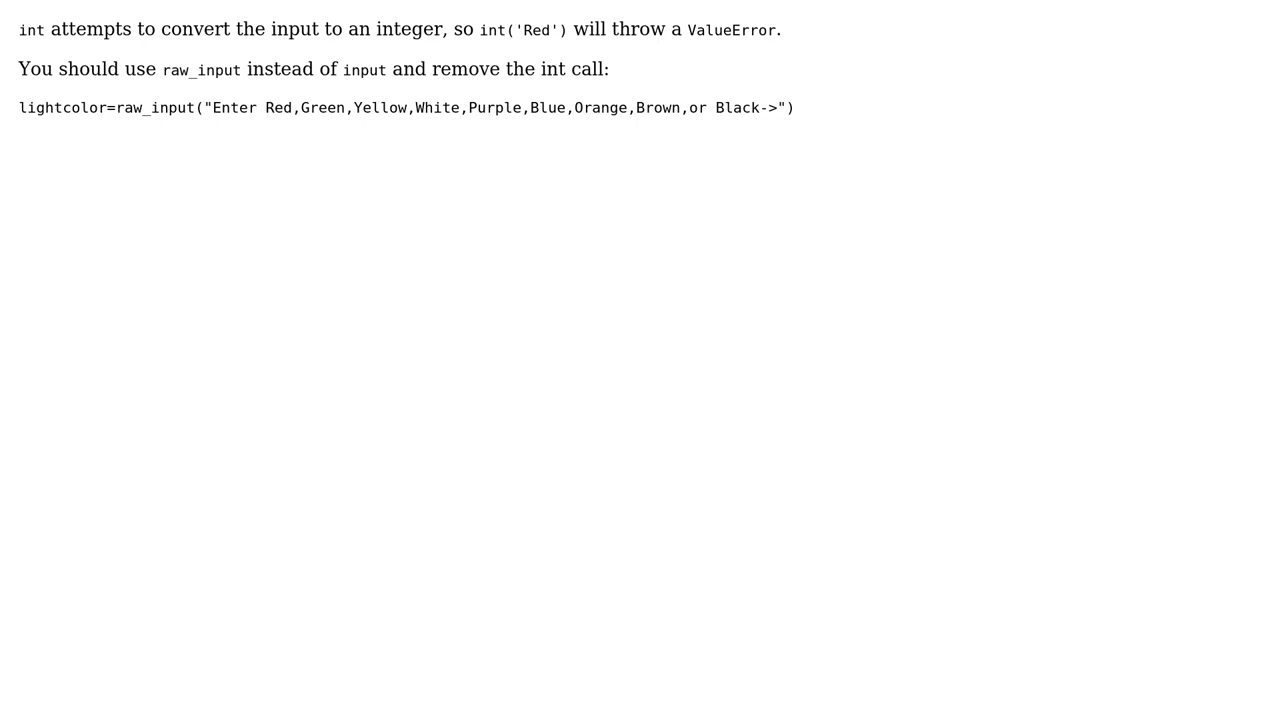 int attempts to convert the input to an integer, so int('Red') will throw a ValueError.
You should use raw_input instead of input and remove the int call:
lightcolor=raw_input("Enter Red,Green,Yellow,White,Purple,Blue,Orange,Brown,or Black->")